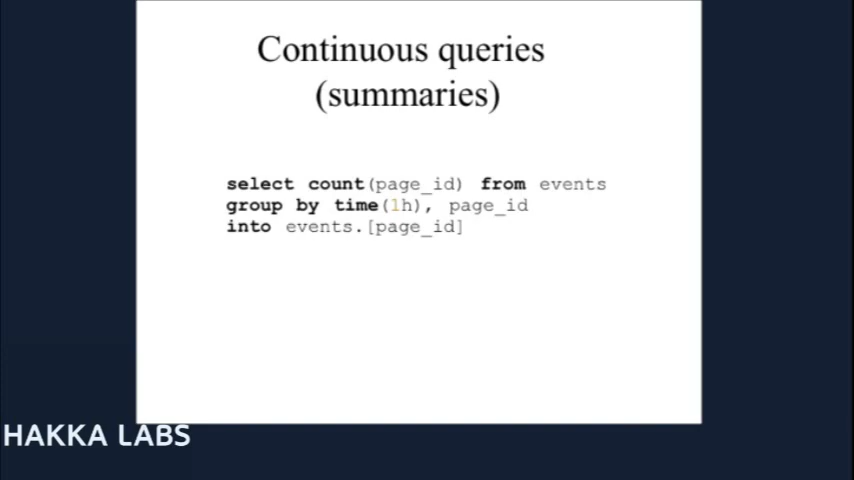 Continuous queries
(summaries)
select count(page_id) from events
group by time(1h), page_id
into events.[page_id]
HAKKA LABS